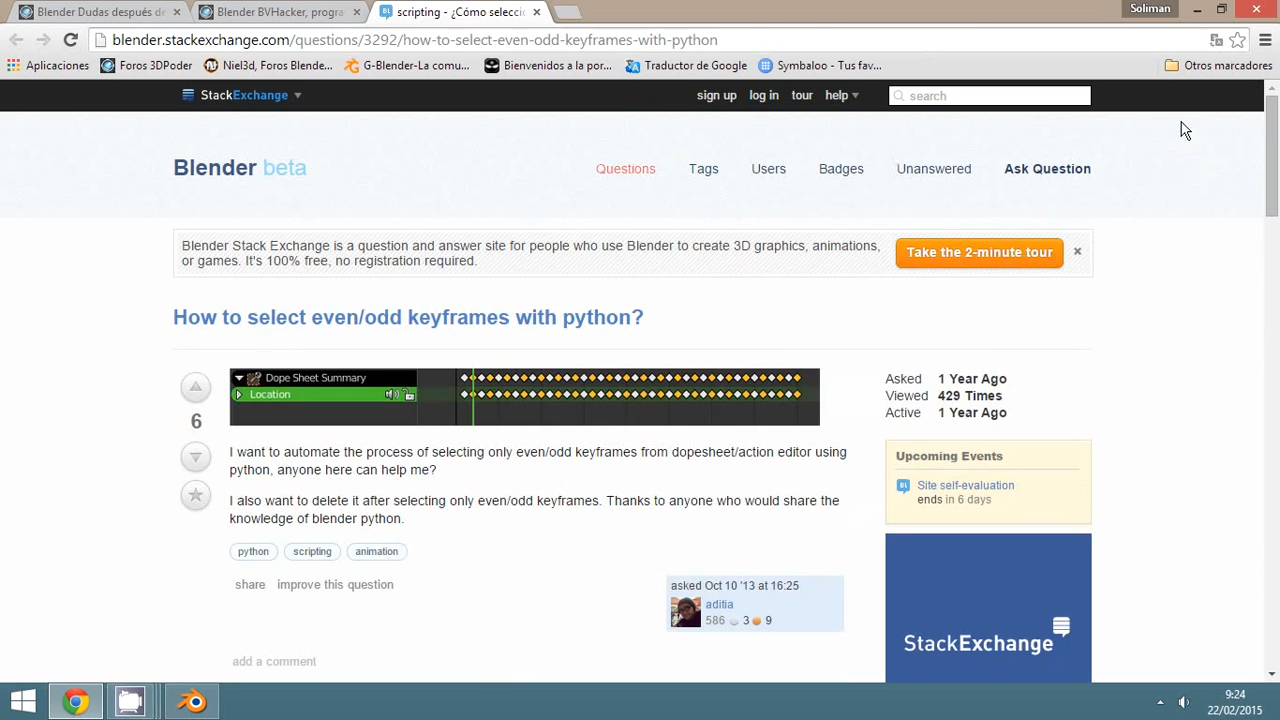 Blender Dudas después de
Blender BVHacker, progra
scripting - ¿Cómo selecci
Soliman
blender.stackexchange.com/questions/3292/how-to-select-even-odd-keyframes-with-python
Aplicaciones
Foros 3DPoder
Niel3d, Foros Blende...
G-Blender-La comu...
Bienvenidos a la por...
Traductor de Google
Symbaloo - Tus fav...
Otros marcadores
StackExchange
sign up
log in
tour
help
search
Blender beta
Questions
Tags
Users
Badges
Unanswered
Ask Question
Blender Stack Exchange is a question and answer site for people who use Blender to create 3D graphics, animations,
or games. It's 100% free, no registration required.
Take the 2-minute tour
×
How to select even/odd keyframes with python?
6
Dope Sheet Summary
Location
Asked 1 Year Ago
Viewed 429 Times
Active 1 Year Ago
I want to automate the process of selecting only even/odd keyframes from dopesheet/action editor using
python, anyone here can help me?
I also want to delete it after selecting only even/odd keyframes. Thanks to anyone who would share the
knowledge of blender python.
Upcoming Events
BL
Site self-evaluation
ends in 6 days
python
scripting
animation
share
improve this question
asked Oct 10 '13 at 16:25
aditia
586 3 9
StackExchange
add a comment
9:24
22/02/2015